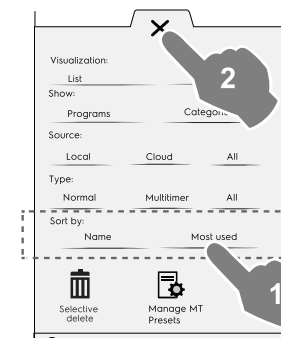 2
Visualization:
List
Show:
Programs
Source:
Local Cloud All
Type:
Normal Multitimer All
Sort by:
Name Most used
1
Selective
delete
Manage MT
Presets